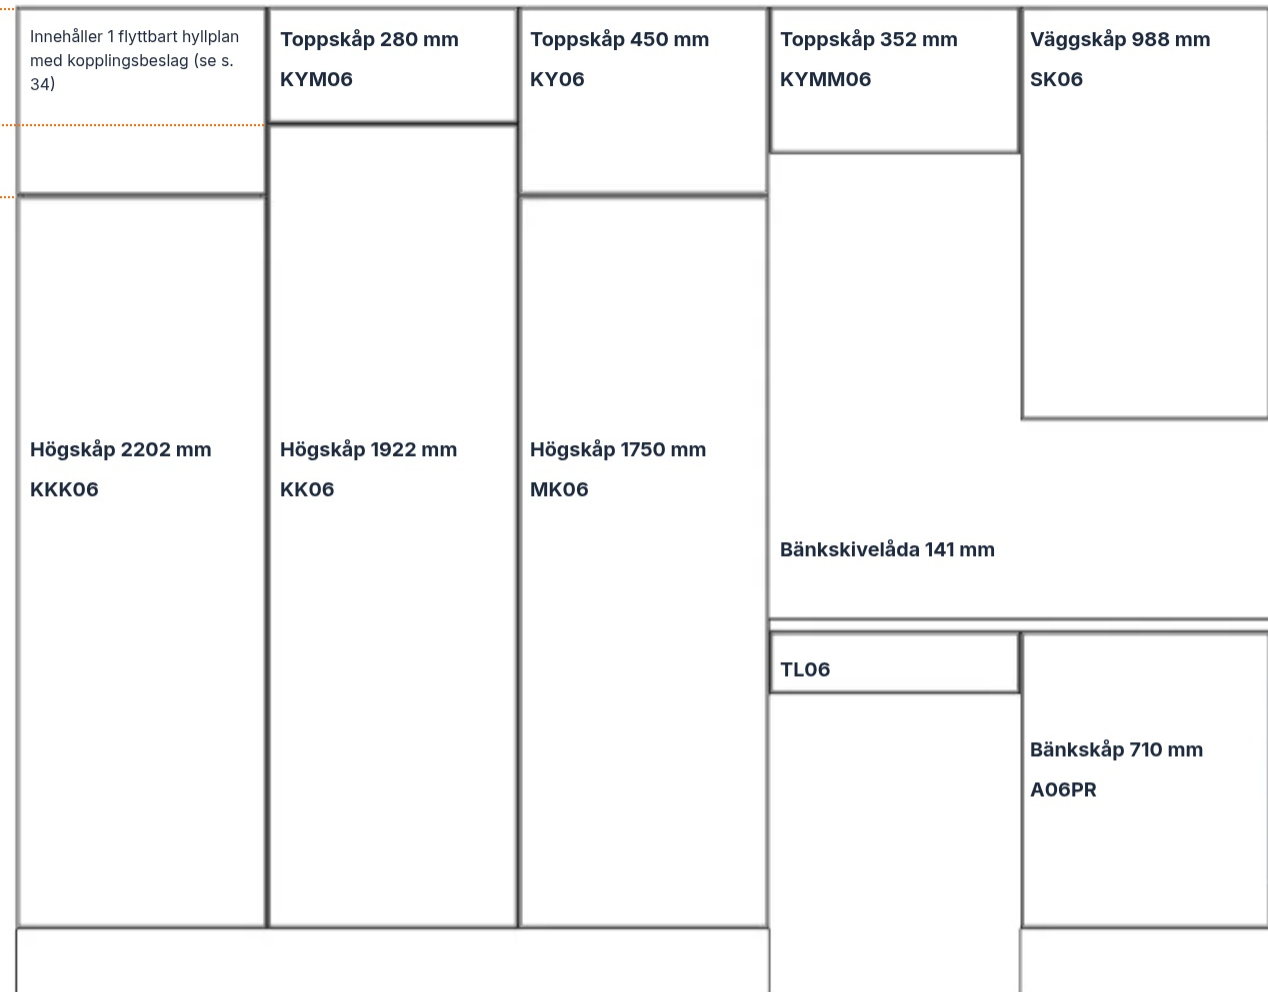 Innehåller 1 flyttbart hyllplan
med kopplingsbeslag (se s.
34)
Toppskåp 280 mm
KYM06
Toppskåp 450 mm
KY06
Toppskåp 352 mm
KYMM06
Väggskåp 988 mm
SK06
Högskåp 2202 mm
KKK06
Högskåp 1922 mm
KK06
Högskåp 1750 mm
MK06
Bänkskivelåda 141 mm
TL06
Bänkskåp 710 mm
A06PR